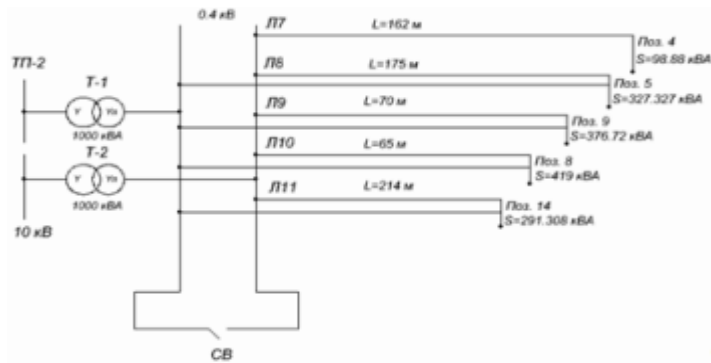 0.4 кВ
Л7
L=162 м
Поз. 4
S=98.88 кВА
ТП-2
Т-1
Л8
L=175 м
Поз. 5
S=327.327 кВА
Y
Yн
1000 кВА
Л9
L=70 м
Поз. 9
S=376.72 кВА
Т-2
Л10
L=65 м
Поз. 8
S=419 кВА
Y
Yн
1000 кВА
Л11
L=214 м
Поз. 14
S=291.308 кВА
10 кВ
СВ